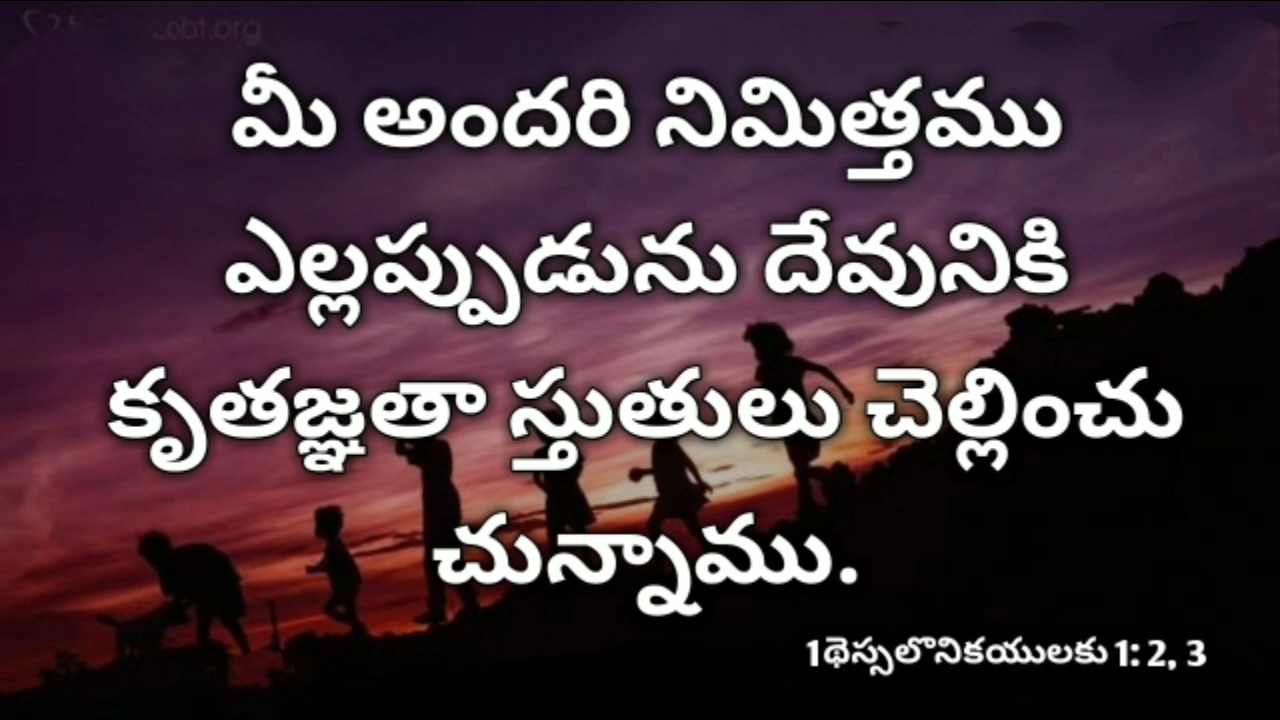 మీ అందరి నిమిత్తము
ఎల్లప్పుడును దేవునికి
కృతజ్ఞతా స్తుతులు చెల్లించు
చున్నాము.
1థెస్సలొనికయులకు 1: 2, 3